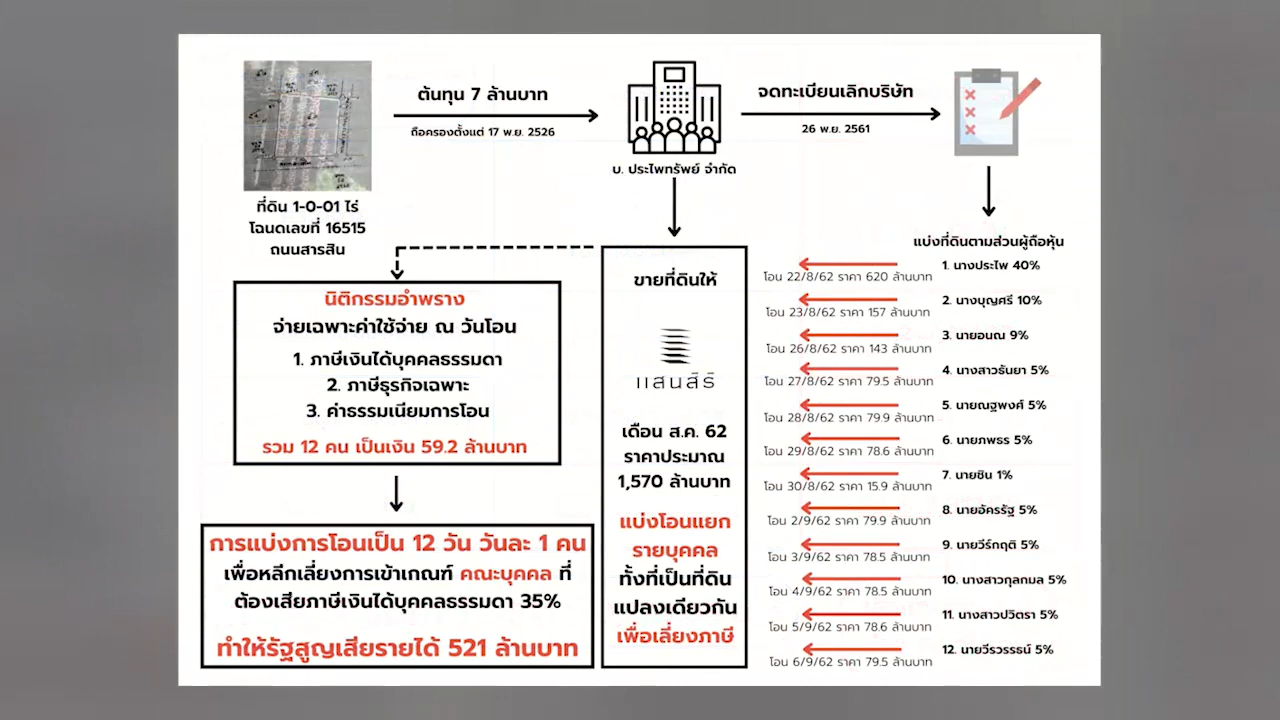 ต้นทุน 7 ล้านบาท
ถือครองตั้งแต่ 17 พ.ย. 2526
จดทะเบียนเลิกบริษัท
26 พ.ย. 2561
บ. ประไพทรัพย์ จำกัด
ที่ดิน 1-0-01 ไร่
โฉนดเลขที่ 16515
ถนนสารสิน
นิติกรรมอำพราง
จ่ายเฉพาะค่าใช้จ่าย ณ วันโอน
1. ภาษีเงินได้บุคคลธรรมดา
2. ภาษีธุรกิจเฉพาะ
3. ค่าธรรมเนียมการโอน
รวม 12 คน เป็นเงิน 59.2 ล้านบาท
การแบ่งการโอนเป็น 12 วัน วันละ 1 คน
เพื่อหลีกเลี่ยงการเข้าเกณฑ์ คณะบุคคล ที่
ต้องเสียภาษีเงินได้บุคคลธรรมดา 35%
ทำให้รัฐสูญเสียรายได้ 521 ล้านบาท
ขายที่ดินให้
แสนสิริ
เดือน ส.ค. 62
ราคาประมาณ
1,570 ล้านบาท
แบ่งโอนแยก
รายบุคคล
ทั้งที่เป็นที่ดิน
แปลงเดียวกัน
เพื่อเลี่ยงภาษี
แบ่งที่ดินตามส่วนผู้ถือหุ้น
1. นางประไพ 40%
โอน 22/8/62 ราคา 620 ล้านบาท
2. นางบุญศรี 10%
โอน 23/8/62 ราคา 157 ล้านบาท
3. นายอนณ 9%
โอน 26/8/62 ราคา 143 ล้านบาท
4. นางสาวธันยา 5%
โอน 27/8/62 ราคา 79.5 ล้านบาท
5. นายณฐพงศ์ 5%
โอน 28/8/62 ราคา 79.9 ล้านบาท
6. นายภพธร 5%
โอน 29/8/62 ราคา 78.6 ล้านบาท
7. นายชิน 1%
โอน 30/8/62 ราคา 15.9 ล้านบาท
8. นายอัครรัฐ 5%
โอน 2/9/62 ราคา 79.9 ล้านบาท
9. นายวีร์กฤติ 5%
โอน 3/9/62 ราคา 78.5 ล้านบาท
10. นางสาวกุลกมล 5%
โอน 4/9/62 ราคา 78.5 ล้านบาท
11. นางสาวปวิตรา 5%
โอน 5/9/62 ราคา 78.6 ล้านบาท
12. นายวีรวรรธน์ 5%
โอน 6/9/62 ราคา 79.5 ล้านบาท